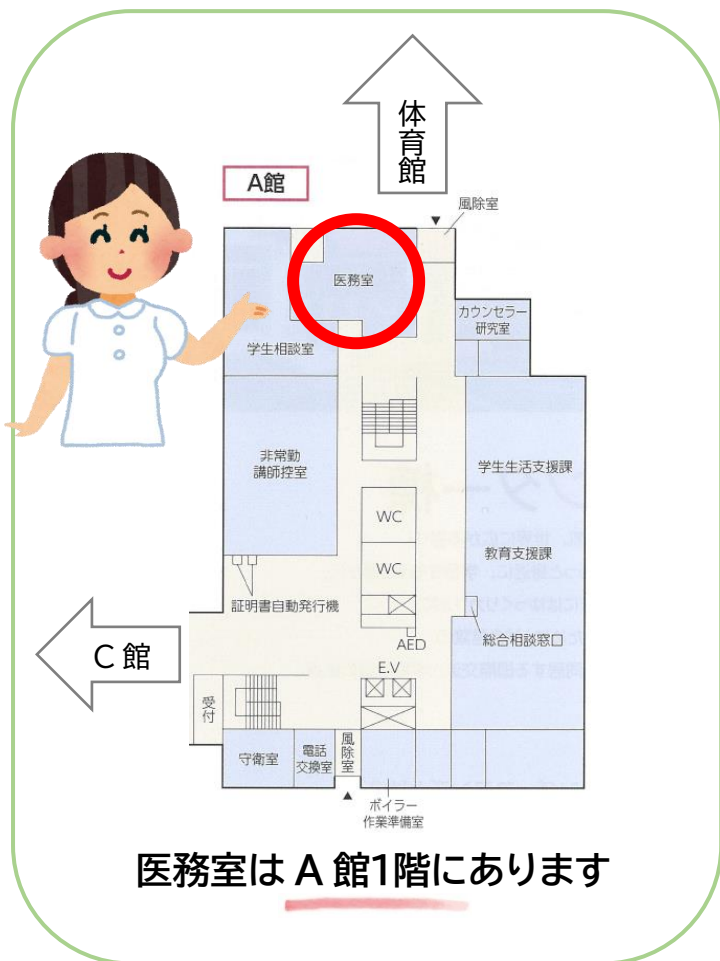 体育館
A館
風除室
医務室
カウンセラー
研究室
学生相談室
非常勤
講師控室
学生生活支援課
WC
教育支援課
WC
証明書自動発行機
総合相談窓口
AED
C 館
E.V
受付
守衛室
電話
交換室
風除室
ボイラー
作業準備室
医務室は A 館1階にあります